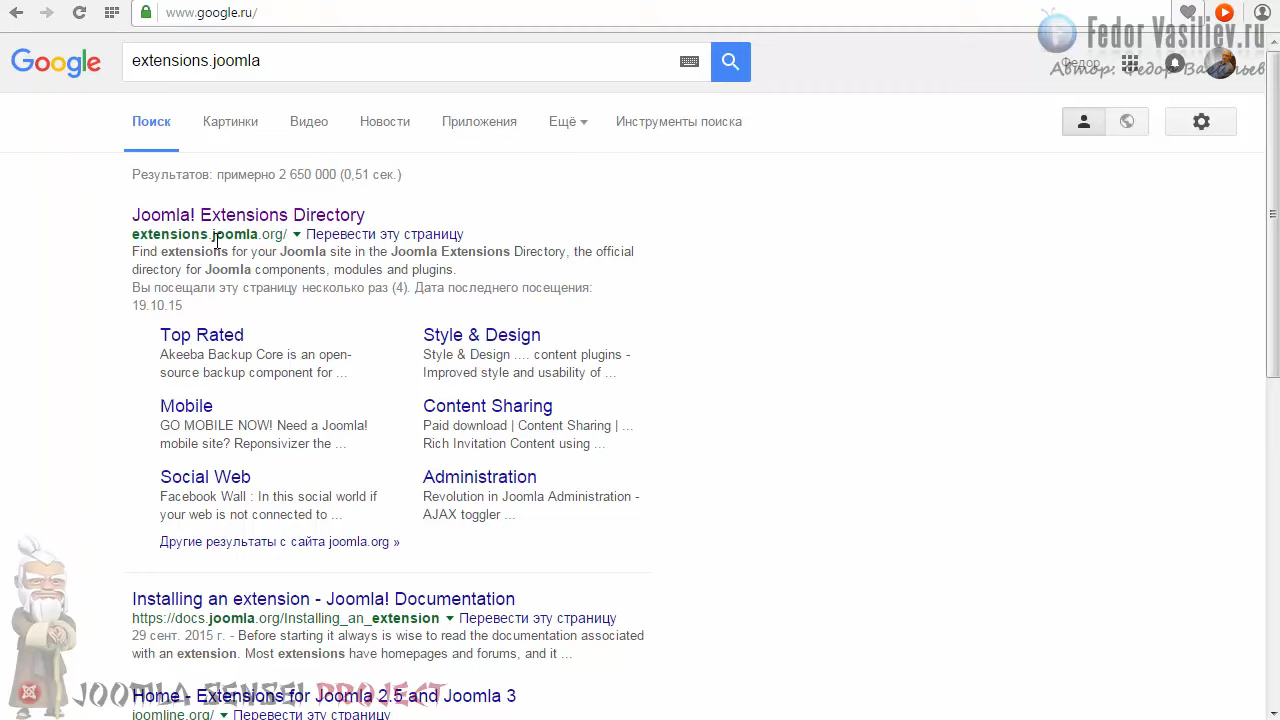 www.google.ru/
Fedor Vasiliev.ru
Google
extensions.joomla
Федор
Автор: Федор Васильев
Поиск Картинки Видео Новости Приложения Ещё Инструменты поиска
Результатов: примерно 2 650 000 (0,51 сек.)
Joomla! Extensions Directory
extensions.joomla.org/ Перевести эту страницу
Find extensions for your Joomla site in the Joomla Extensions Directory, the official
directory for Joomla components, modules and plugins.
Вы посещали эту страницу несколько раз (4). Дата последнего посещения:
19.10.15
Top Rated
Akeeba Backup Core is an open-
source backup component for ...
Style & Design
Style & Design .... content plugins -
Improved style and usability of ...
Mobile
GO MOBILE NOW! Need a Joomla!
mobile site? Reponsivizer the ...
Content Sharing
Paid download | Content Sharing | ...
Rich Invitation Content using ...
Social Web
Facebook Wall : In this social world if
your web is not connected to ...
Administration
Revolution in Joomla Administration -
AJAX toggler ...
Другие результаты с сайта joomla.org »
Installing an extension - Joomla! Documentation
https://docs.joomla.org/Installing_an_extension Перевести эту страницу
29 сент. 2015 г. - Before starting it always is wise to read the documentation associated
with an extension. Most extensions have homepages and forums, and it ...
Home - Extensions for Joomla 2.5 and Joomla 3
JOOMLA SENSEI PROJECT
joomline.org/ Перевести эту страницу